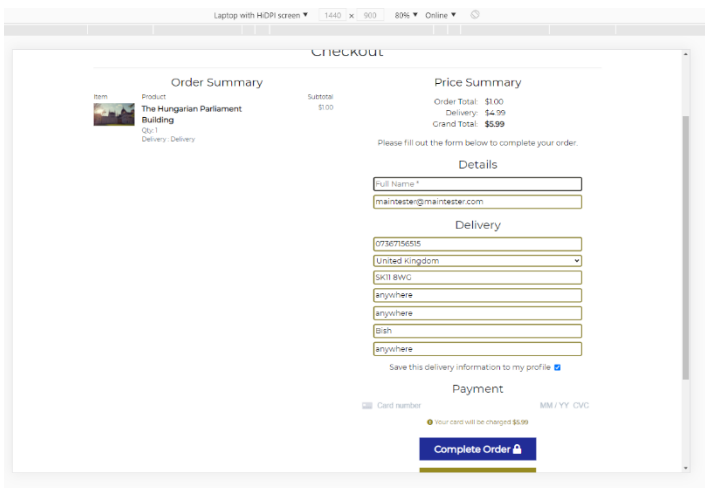 Laptop with HiDPI screen ▼ 1440 x 900 80% ▼ Online ▼
Checkout
Order Summary
Item Product Subtotal
The Hungarian Parliament
Building
$1.00
Qty: 1
Delivery : Delivery
Price Summary
Order Total: $1.00
Delivery: $4.99
Grand Total: $5.99
Please fill out the form below to complete your order.
Details
Full Name *
maintester@maintester.com
Delivery
07367156515
United Kingdom
SK11 8WG
anywhere
anywhere
Bish
anywhere
Save this delivery information to my profile
Payment
Card number MM / YY CVC
Your card will be charged $5.99
Complete Order